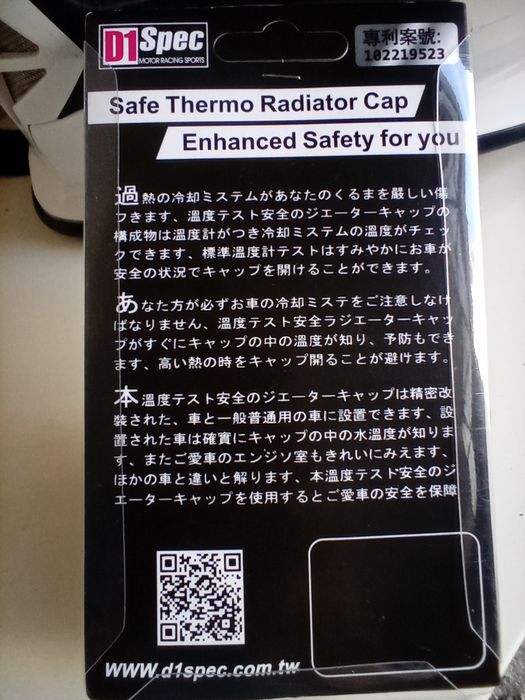 D1Spec
MOTOR RACING SPORTS
專利案號:
102219523
Safe Thermo Radiator Cap
Enhanced Safety for you
過熱の冷却ミステムがあなたのくるまを厳しい傷
つきます、溫度テスト安全のジエーターキャップの
構成物は溫度計がつき冷却ミステムの溫度がチェッ
クできます、標準溫度計テストはすみやかにお車が
安全の状況でキャップを開けることができます。
あなた方が必ずお車の冷却ミステをご注意しなけ
ばなりません、溫度テスト安全ラジエーターキャッ
プがすぐにキャップの中の溫度が知り、予防もでき
ます、高い熱の時をキャップ開ることが避けます。
本溫度テスト安全のジエーターキャップは精密改
裝された、車と一般普通用の車に設置できます、設
置された車は確實にキャップの中の水溫度が知りま
す、またご愛車のエンジソ室もきれいにみえます、
ほかの車と違いと解ります、本溫度テスト安全のジ
エーターキャップを使用するとご愛車の安全を保障
WWW.d1spec.com.tw